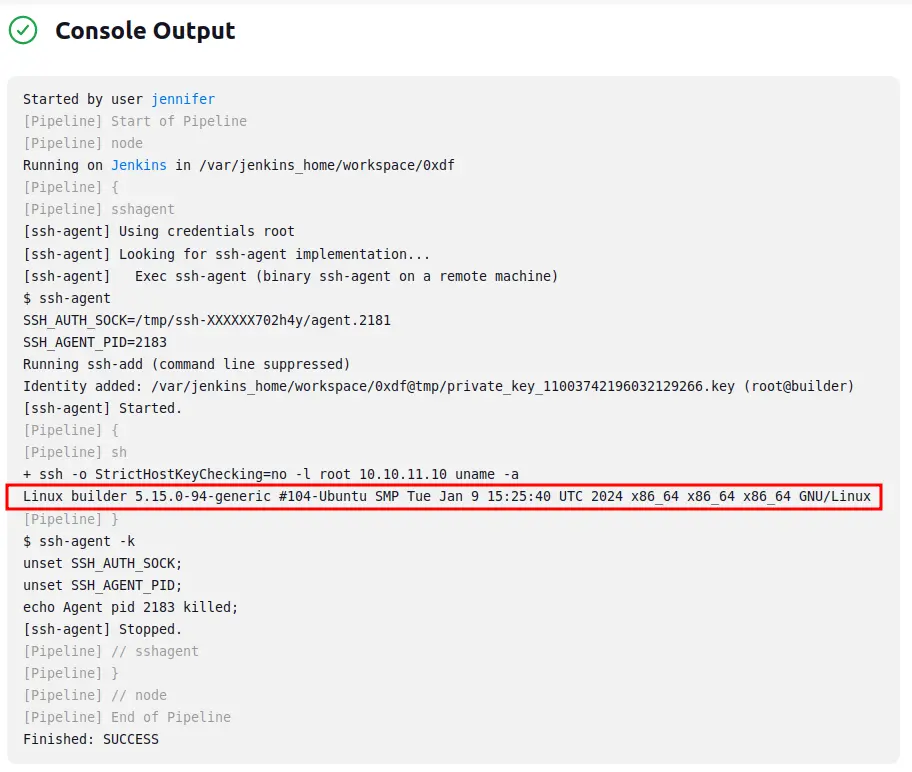 Console Output
Started by user jennifer
[Pipeline] Start of Pipeline
[Pipeline] node
Running on Jenkins in /var/jenkins_home/workspace/0xdf
[Pipeline] {
[Pipeline] sshagent
[ssh-agent] Using credentials root
[ssh-agent] Looking for ssh-agent implementation...
[ssh-agent]   Exec ssh-agent (binary ssh-agent on a remote machine)
$ ssh-agent
SSH_AUTH_SOCK=/tmp/ssh-XXXXXX702h4y/agent.2181
SSH_AGENT_PID=2183
Running ssh-add (command line suppressed)
Identity added: /var/jenkins_home/workspace/0xdf@tmp/private_key_11003742196032129266.key (root@builder)
[ssh-agent] Started.
[Pipeline] {
[Pipeline] sh
+ ssh -o StrictHostKeyChecking=no -l root 10.10.11.10 uname -a
Linux builder 5.15.0-94-generic #104-Ubuntu SMP Tue Jan 9 15:25:40 UTC 2024 x86_64 x86_64 x86_64 GNU/Linux
[Pipeline] }
$ ssh-agent -k
unset SSH_AUTH_SOCK;
unset SSH_AGENT_PID;
echo Agent pid 2183 killed;
[ssh-agent] Stopped.
[Pipeline] // sshagent
[Pipeline] }
[Pipeline] // node
[Pipeline] End of Pipeline
Finished: SUCCESS